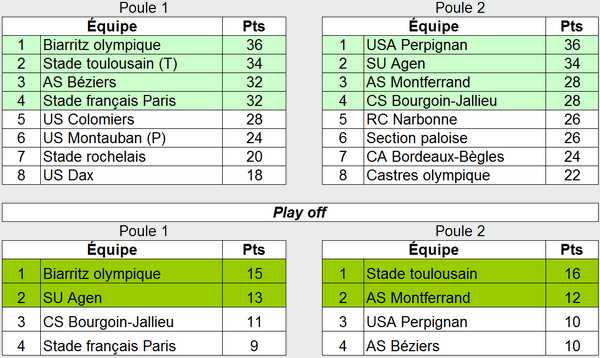 Poule 1
Équipe Pts
1 Biarritz olympique 36
2 Stade toulousain (T) 34
3 AS Béziers 32
4 Stade français Paris 32
5 US Colomiers 28
6 US Montauban (P) 24
7 Stade rochelais 20
8 US Dax 18
Poule 2
Équipe Pts
1 USA Perpignan 36
2 SU Agen 34
3 AS Montferrand 28
4 CS Bourgoin-Jallieu 28
5 RC Narbonne 26
6 Section paloise 26
7 CA Bordeaux-Bègles 24
8 Castres olympique 22
Play off
Poule 1
Équipe Pts
1 Biarritz olympique 15
2 SU Agen 13
3 CS Bourgoin-Jallieu 11
4 Stade français Paris 9
Poule 2
Équipe Pts
1 Stade toulousain 16
2 AS Montferrand 12
3 USA Perpignan 10
4 AS Béziers 10